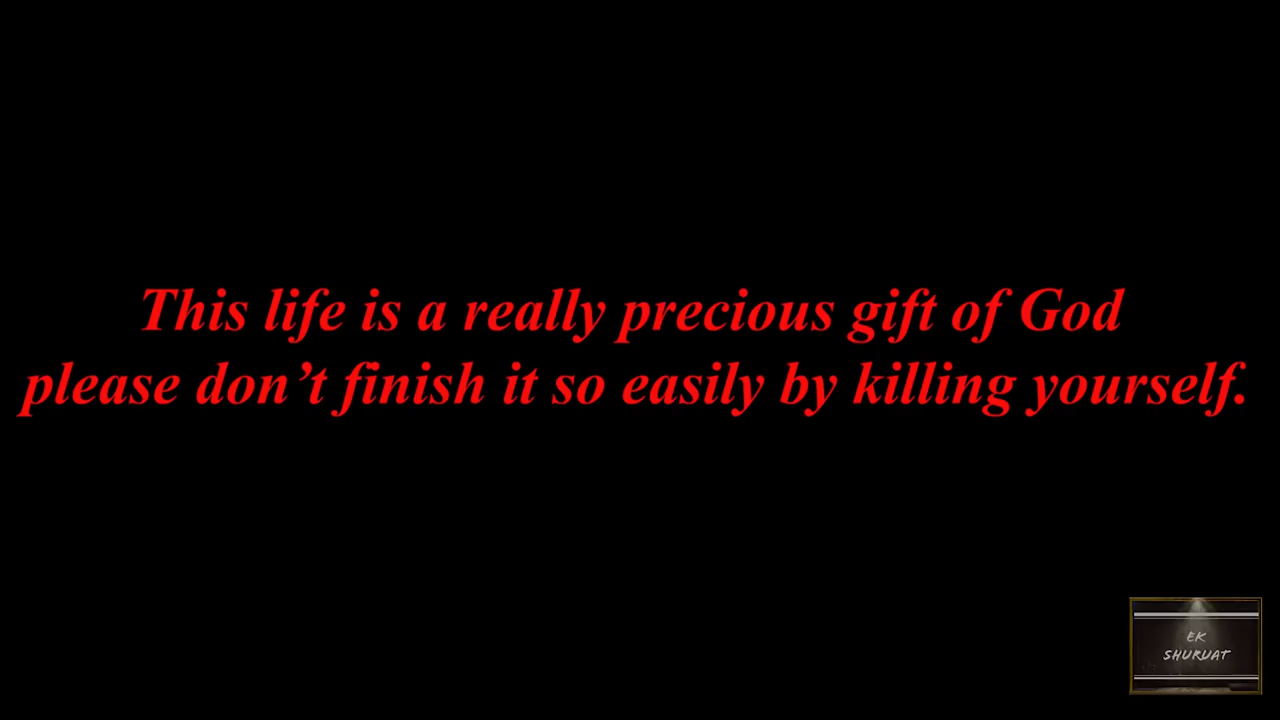 This life is a really precious gift of God
please don’t finish it so easily by killing yourself.
EK
SHURUAT